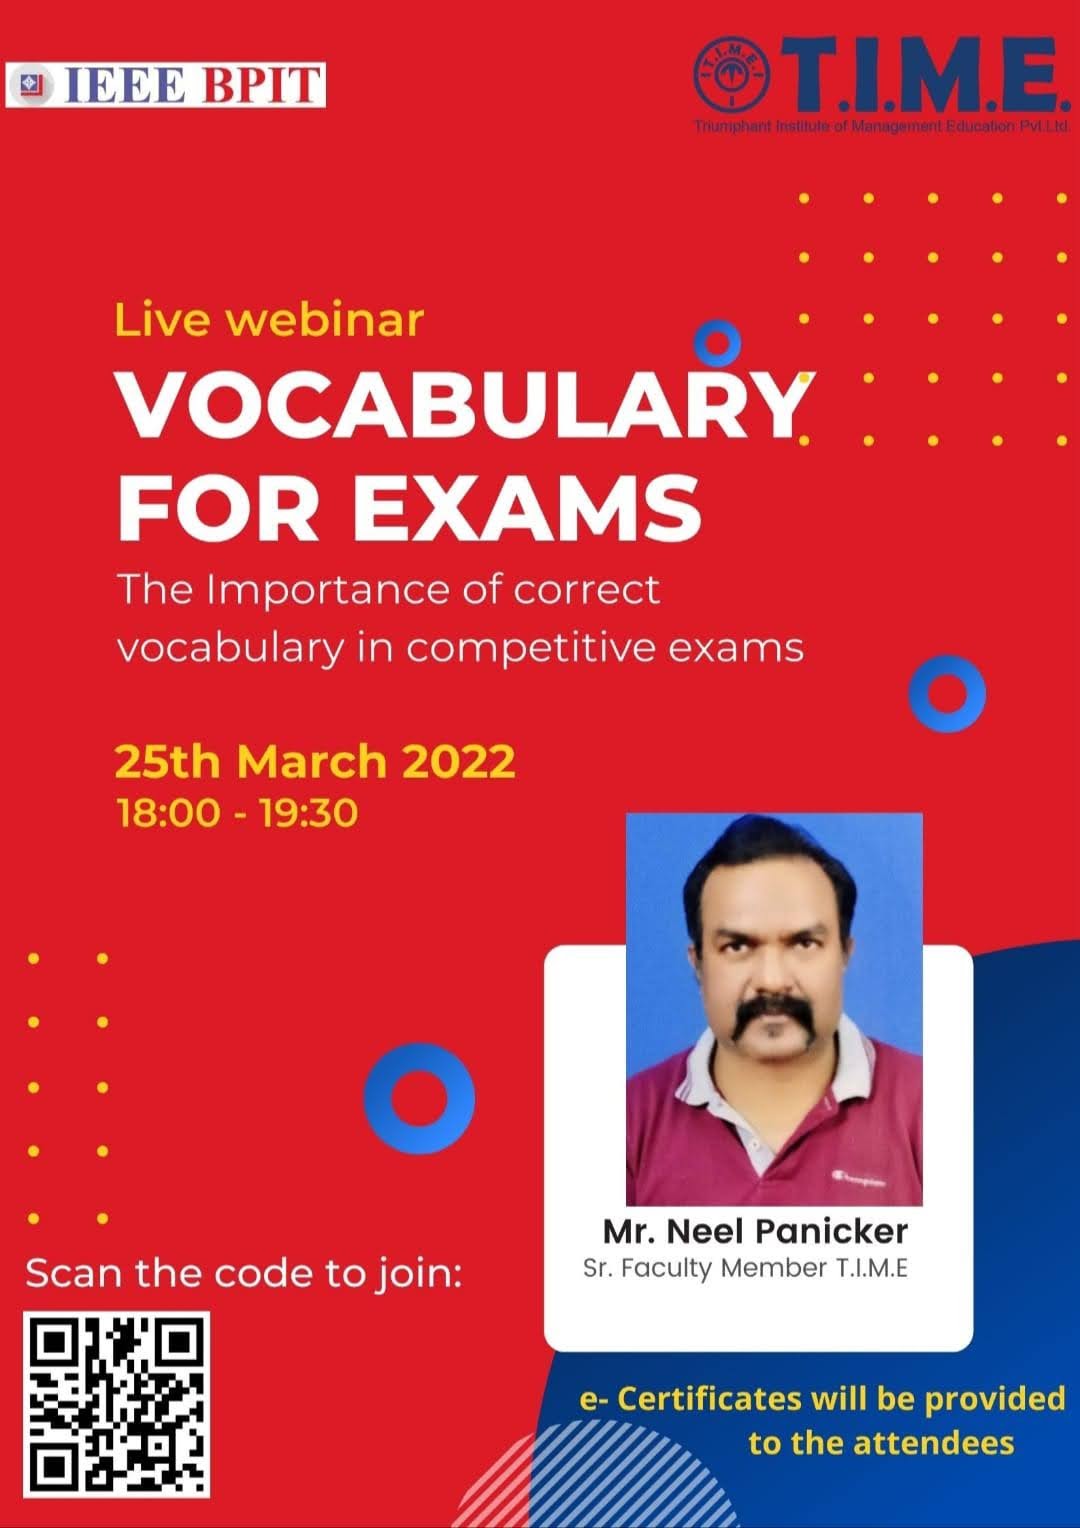 IEEE BPIT
T.I.M.E.
T.I.M.E.
Triumphant Institute of Management Education Pvt.Ltd.
Live webinar
VOCABULARY
FOR EXAMS
The Importance of correct
vocabulary in competitive exams
25th March 2022
18:00 - 19:30
Champion
Mr. Neel Panicker
Sr. Faculty Member T.I.M.E
Scan the code to join:
e- Certificates will be provided
to the attendees